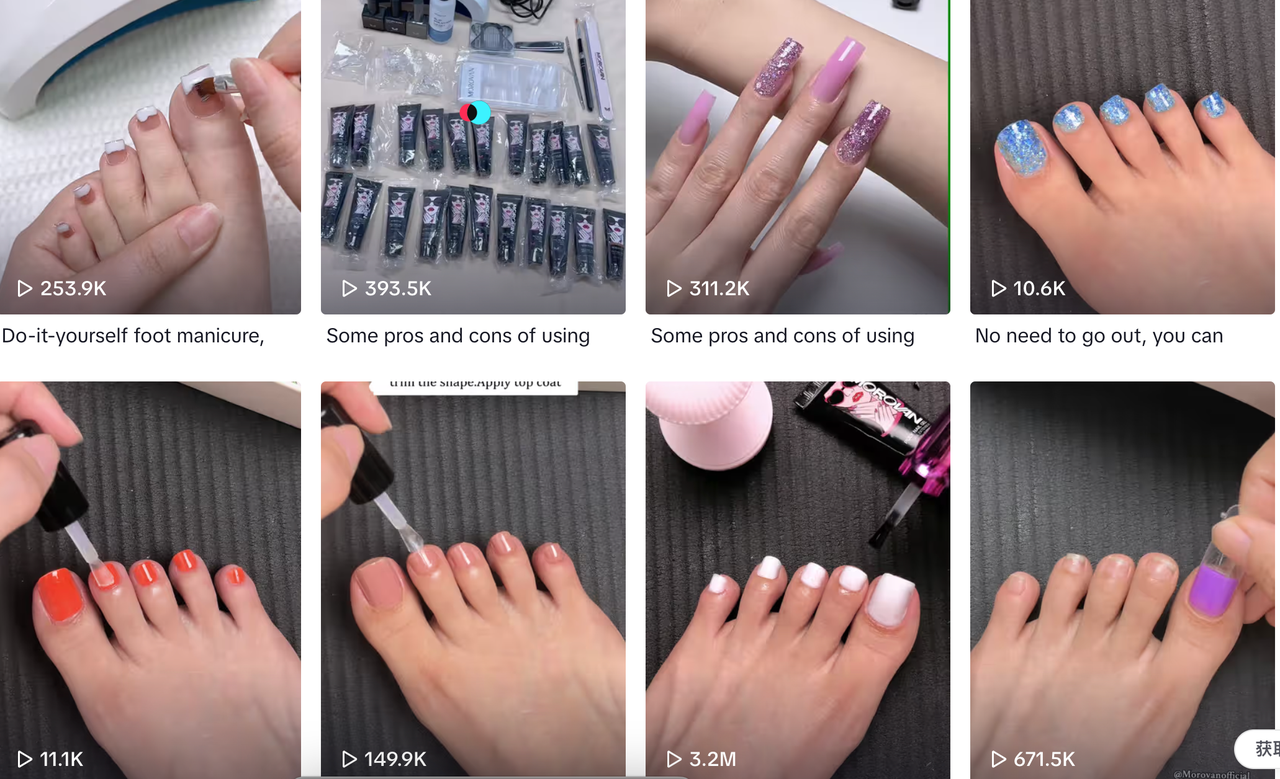 253.9K
393.5K
311.2K
10.6K
Do-it-yourself foot manicure,
Some pros and cons of using
Some pros and cons of using
No need to go out, you can
trim the shape.Apply top coat
MOROVAN
11.1K
149.9K
3.2M
671.5K
获取
@Morovanofficial